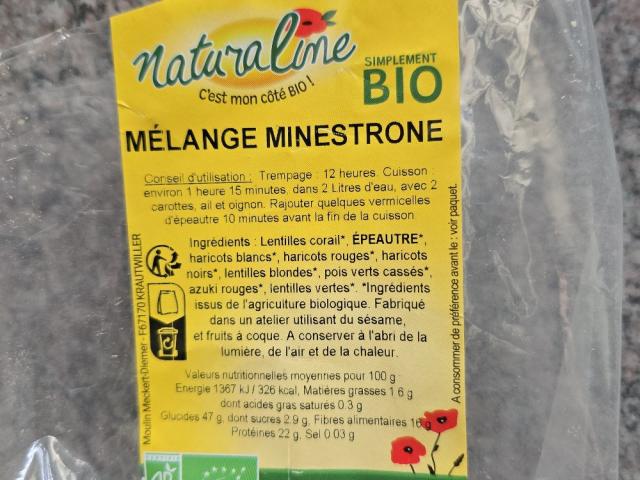 Naturaline
C'est mon côté BIO !
SIMPLEMENT
BIO
MÉLANGE MINESTRONE
Conseil d'utilisation : Trempage : 12 heures. Cuisson :
environ 1 heure 15 minutes, dans 2 Litres d'eau, avec 2
carottes, ail et oignon. Rajouter quelques vermicelles
d'épeautre 10 minutes avant la fin de la cuisson.
Ingrédients : Lentilles corail*, ÉPEAUTRE*,
haricots blancs*, haricots rouges*, haricots
noirs*, lentilles blondes*, pois verts cassés*,
azuki rouges*, lentilles vertes*. *Ingrédients
issus de l'agriculture biologique. Fabriqué
dans un atelier utilisant du sésame,
et fruits à coque. A conserver à l'abri de la
lumière, de l'air et de la chaleur.
Valeurs nutritionnelles moyennes pour 100 g :
Energie 1367 kJ / 326 kcal, Matières grasses 1.6 g
dont acides gras saturés 0.3 g
Glucides 47 g, dont sucres 2.9 g, Fibres alimentaires 16 g
Protéines 22 g, Sel 0.03 g
Moulin Meckert-Diemer - F67170 KRAUTWILLER
A consommer de préférence avant le : voir paquet.